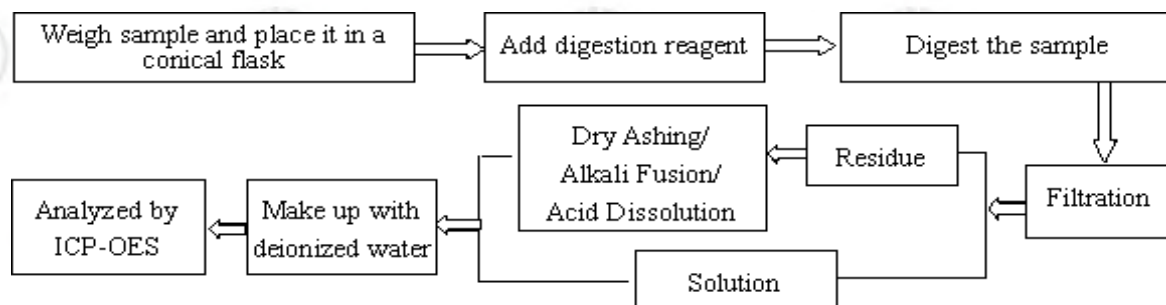 Weigh sample and place it in a
conical flask
Add digestion reagent
Digest the sample
Filtration
Residue
Dry Ashing/
Alkali Fusion/
Acid Dissolution
Solution
Make up with
deionized water
Analyzed by
ICP-OES